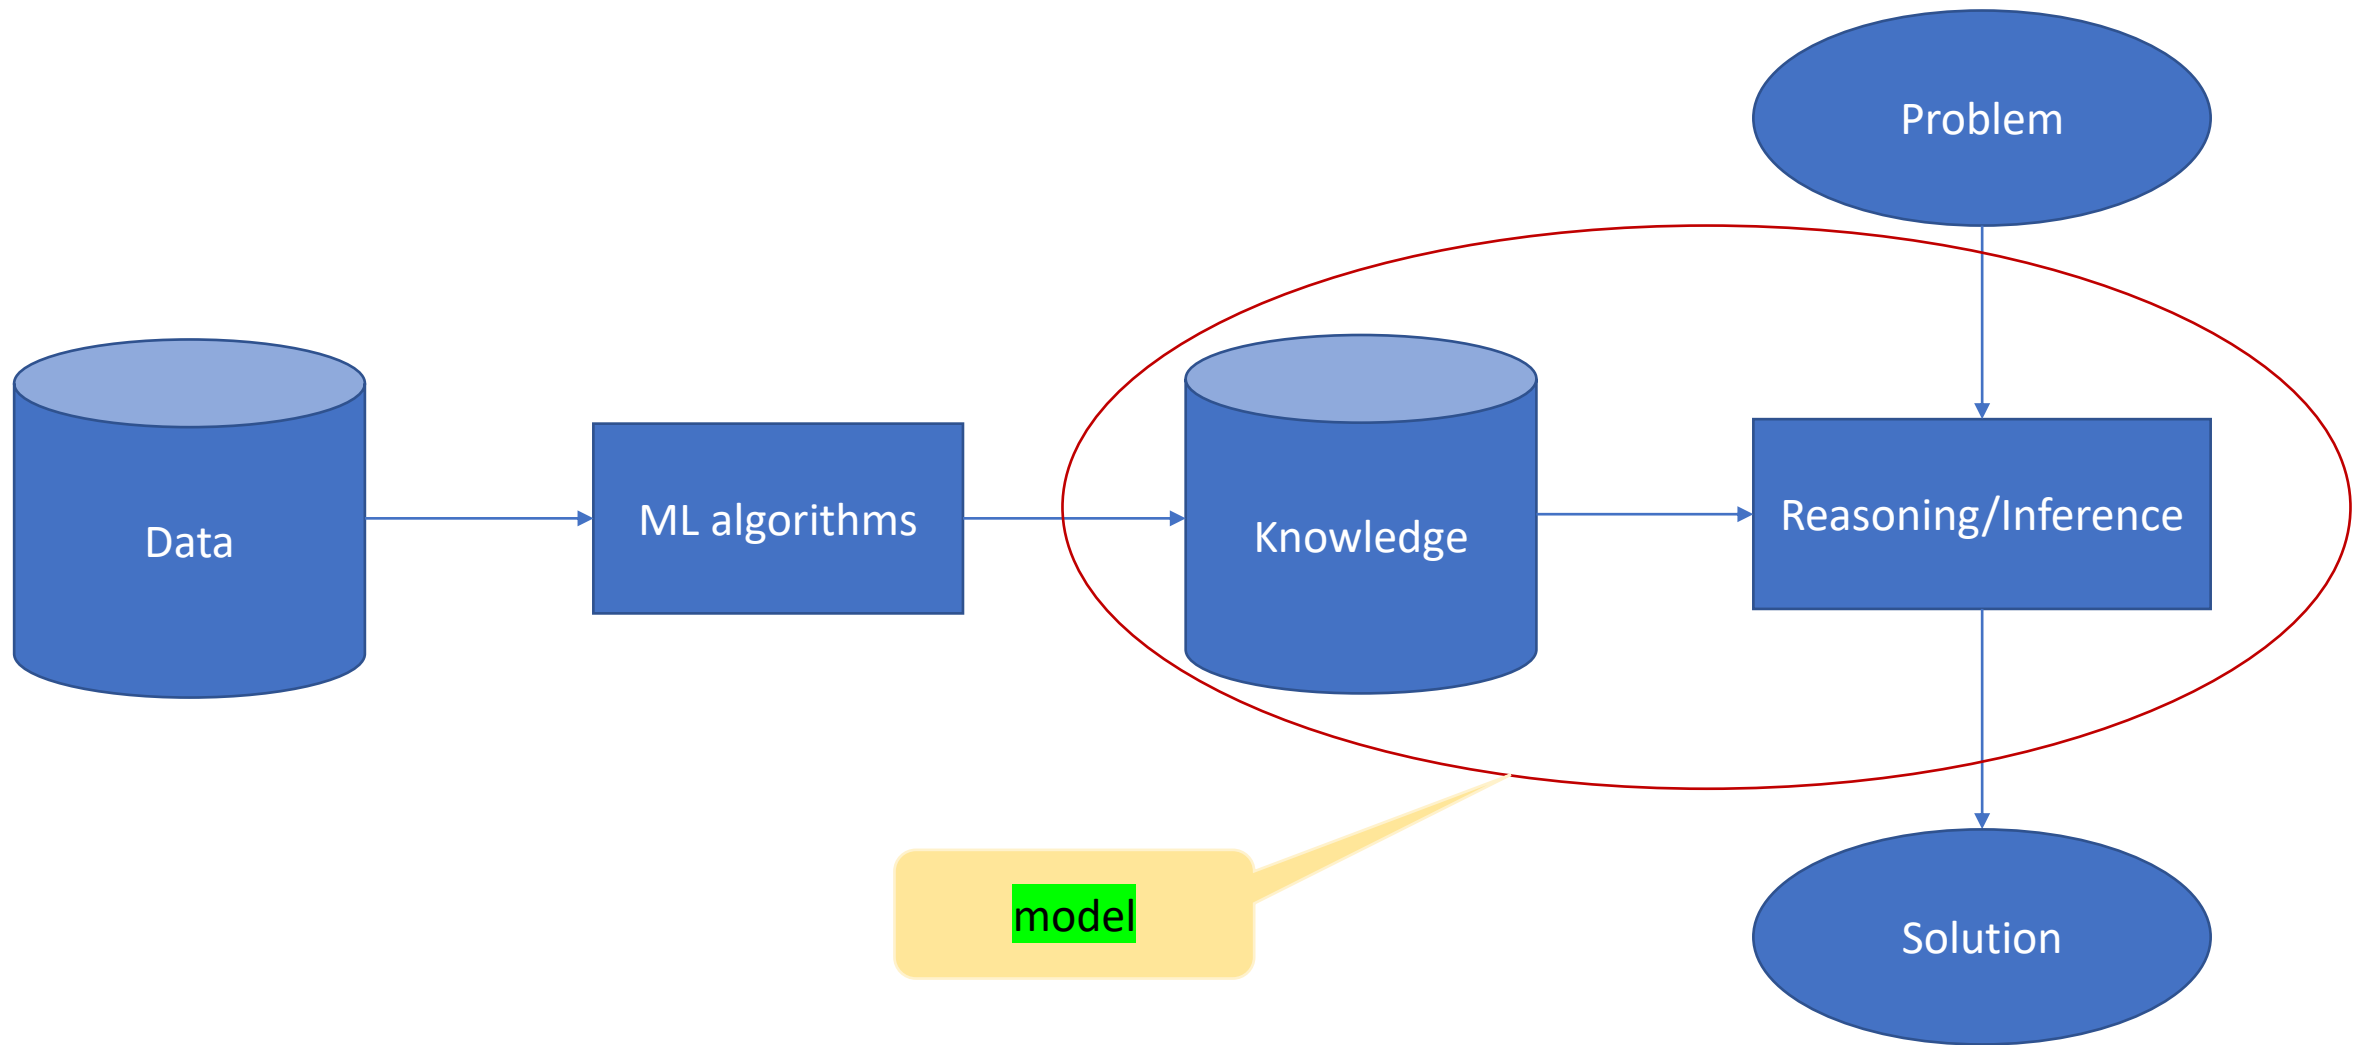 Problem
Data
ML algorithms
Knowledge
Reasoning/Inference
model
Solution